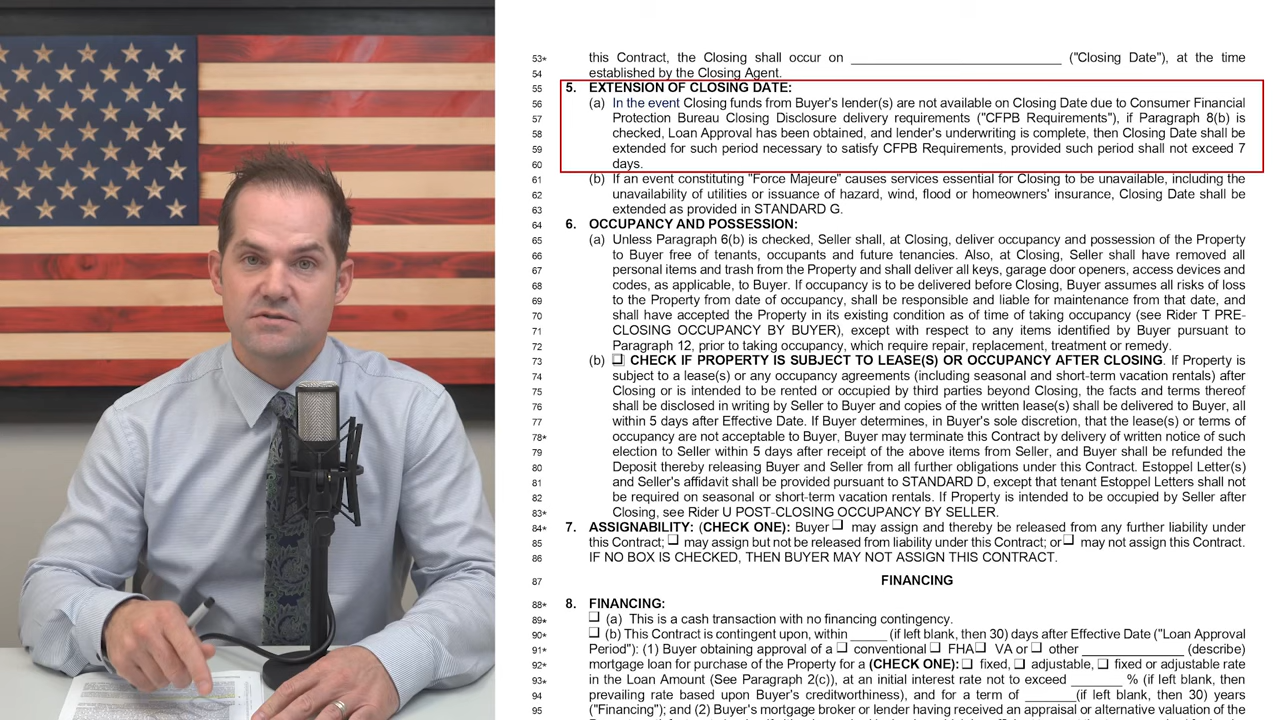 53* this Contract, the Closing shall occur on ______________________________ ("Closing Date"), at the time
54 established by the Closing Agent.
55 5. EXTENSION OF CLOSING DATE:
56 (a) In the event Closing funds from Buyer's lender(s) are not available on Closing Date due to Consumer Financial
57 Protection Bureau Closing Disclosure delivery requirements ("CFPB Requirements"), if Paragraph 8(b) is
58 checked, Loan Approval has been obtained, and lender's underwriting is complete, then Closing Date shall be
59 extended for such period necessary to satisfy CFPB Requirements, provided such period shall not exceed 7
60 days.
61 (b) If an event constituting "Force Majeure" causes services essential for Closing to be unavailable, including the
62 unavailability of utilities or issuance of hazard, wind, flood or homeowners' insurance, Closing Date shall be
63 extended as provided in STANDARD G.
64 6. OCCUPANCY AND POSSESSION:
65 (a) Unless Paragraph 6(b) is checked, Seller shall, at Closing, deliver occupancy and possession of the Property
66 to Buyer free of tenants, occupants and future tenancies. Also, at Closing, Seller shall have removed all
67 personal items and trash from the Property and shall deliver all keys, garage door openers, access devices and
68 codes, as applicable, to Buyer. If occupancy is to be delivered before Closing, Buyer assumes all risks of loss
69 to the Property from date of occupancy, shall be responsible and liable for maintenance from that date, and
70 shall have accepted the Property in its existing condition as of time of taking occupancy (see Rider T PRE-
71 CLOSING OCCUPANCY BY BUYER), except with respect to any items identified by Buyer pursuant to
72 Paragraph 12, prior to taking occupancy, which require repair, replacement, treatment or remedy.
73 (b) ☐ CHECK IF PROPERTY IS SUBJECT TO LEASE(S) OR OCCUPANCY AFTER CLOSING. If Property is
74 subject to a lease(s) or any occupancy agreements (including seasonal and short-term vacation rentals) after
75 Closing or is intended to be rented or occupied by third parties beyond Closing, the facts and terms thereof
76 shall be disclosed in writing by Seller to Buyer and copies of the written lease(s) shall be delivered to Buyer, all
77 within 5 days after Effective Date. If Buyer determines, in Buyer's sole discretion, that the lease(s) or terms of
78* occupancy are not acceptable to Buyer, Buyer may terminate this Contract by delivery of written notice of such
79 election to Seller within 5 days after receipt of the above items from Seller, and Buyer shall be refunded the
80 Deposit thereby releasing Buyer and Seller from all further obligations under this Contract. Estoppel Letter(s)
81 and Seller's affidavit shall be provided pursuant to STANDARD D, except that tenant Estoppel Letters shall not
82 be required on seasonal or short-term vacation rentals. If Property is intended to be occupied by Seller after
83* Closing, see Rider U POST-CLOSING OCCUPANCY BY SELLER.
84* 7. ASSIGNABILITY: (CHECK ONE): Buyer ☐ may assign and thereby be released from any further liability under
85 this Contract; ☐ may assign but not be released from liability under this Contract; or ☐ may not assign this Contract.
86 IF NO BOX IS CHECKED, THEN BUYER MAY NOT ASSIGN THIS CONTRACT.
87 FINANCING
88* 8. FINANCING:
89* ☐ (a) This is a cash transaction with no financing contingency.
90* ☐ (b) This Contract is contingent upon, within _____ (if left blank, then 30) days after Effective Date ("Loan Approval
91* Period"): (1) Buyer obtaining approval of a ☐ conventional ☐ FHA ☐ VA or ☐ other ______________ (describe)
92* mortgage loan for purchase of the Property for a (CHECK ONE): ☐ fixed, ☐ adjustable, ☐ fixed or adjustable rate
93* in the Loan Amount (See Paragraph 2(c)), at an initial interest rate not to exceed _______ % (if left blank, then
94 prevailing rate based upon Buyer's creditworthiness), and for a term of _______(if left blank, then 30) years
95 ("Financing"); and (2) Buyer's mortgage broker or lender having received an appraisal or alternative valuation of the